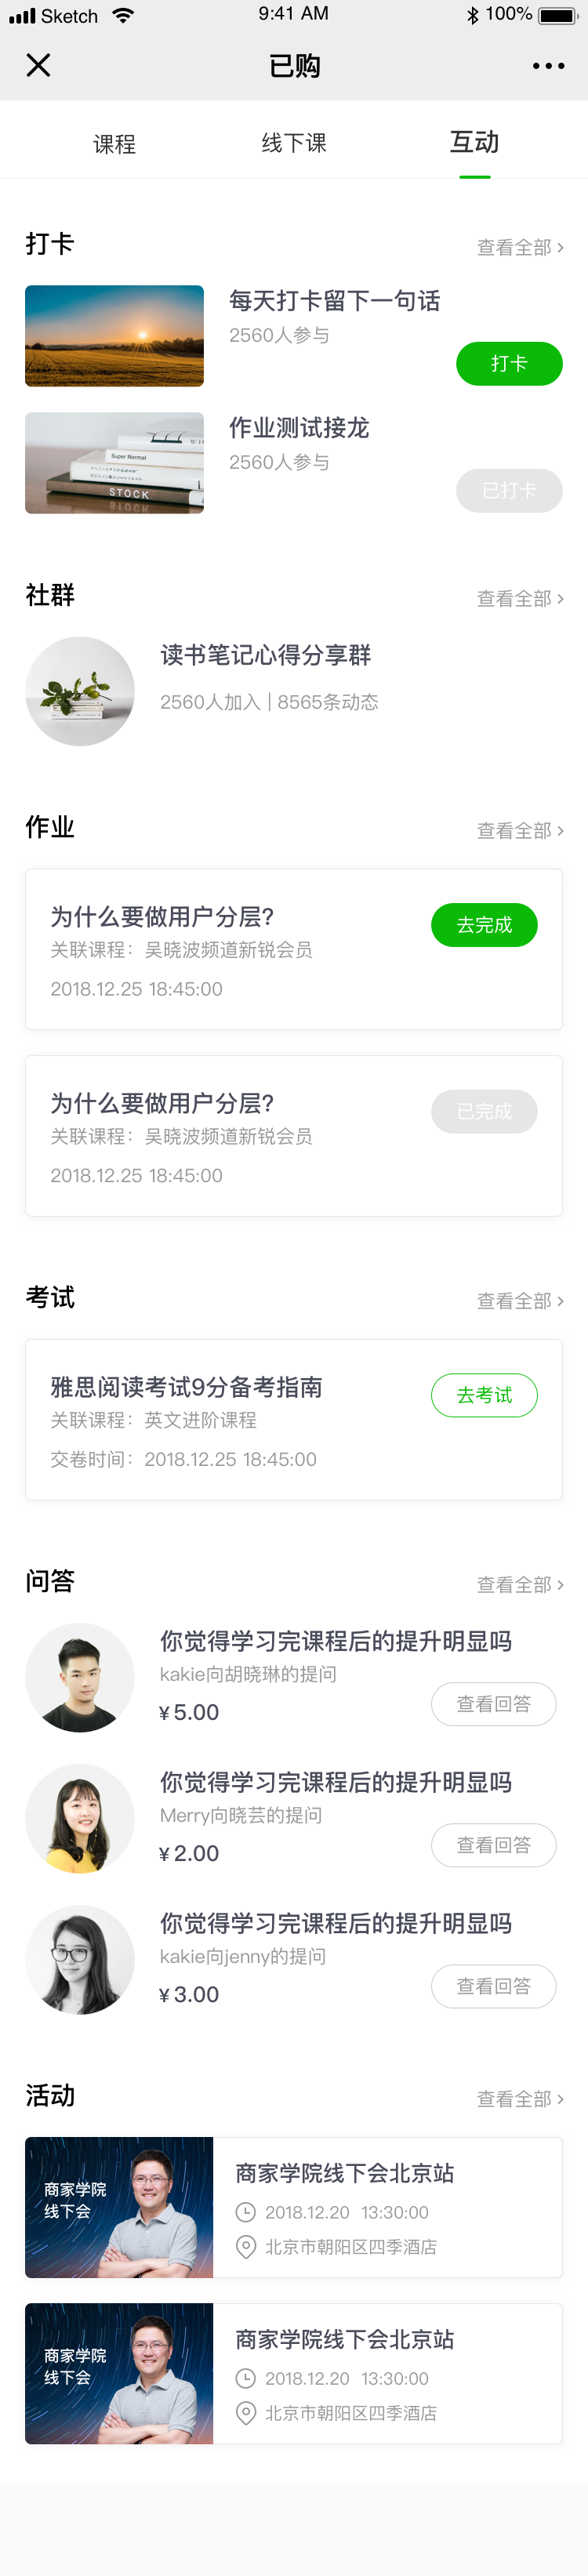 Sketch 9:41 AM 100%
已购
课程 线下课 互动
打卡 查看全部
每天打卡留下一句话
2560人参与
打卡
Super Normal
STOCK
作业测试接龙
2560人参与
已打卡
社群 查看全部
读书笔记心得分享群
2560人加入 | 8565条动态
作业 查看全部
为什么要做用户分层?
去完成
关联课程：吴晓波频道新锐会员
2018.12.25 18:45:00
为什么要做用户分层?
已完成
关联课程：吴晓波频道新锐会员
2018.12.25 18:45:00
考试 查看全部
雅思阅读考试9分备考指南
去考试
关联课程：英文进阶课程
交卷时间：2018.12.25 18:45:00
问答 查看全部
你觉得学习完课程后的提升明显吗
kakie向胡晓琳的提问
查看回答
¥ 5.00
你觉得学习完课程后的提升明显吗
Merry向晓芸的提问
查看回答
¥ 2.00
你觉得学习完课程后的提升明显吗
kakie向jenny的提问
查看回答
¥ 3.00
活动 查看全部
商家学院
线下会
商家学院线下会北京站
2018.12.20 13:30:00
北京市朝阳区四季酒店
商家学院
线下会
商家学院线下会北京站
2018.12.20 13:30:00
北京市朝阳区四季酒店